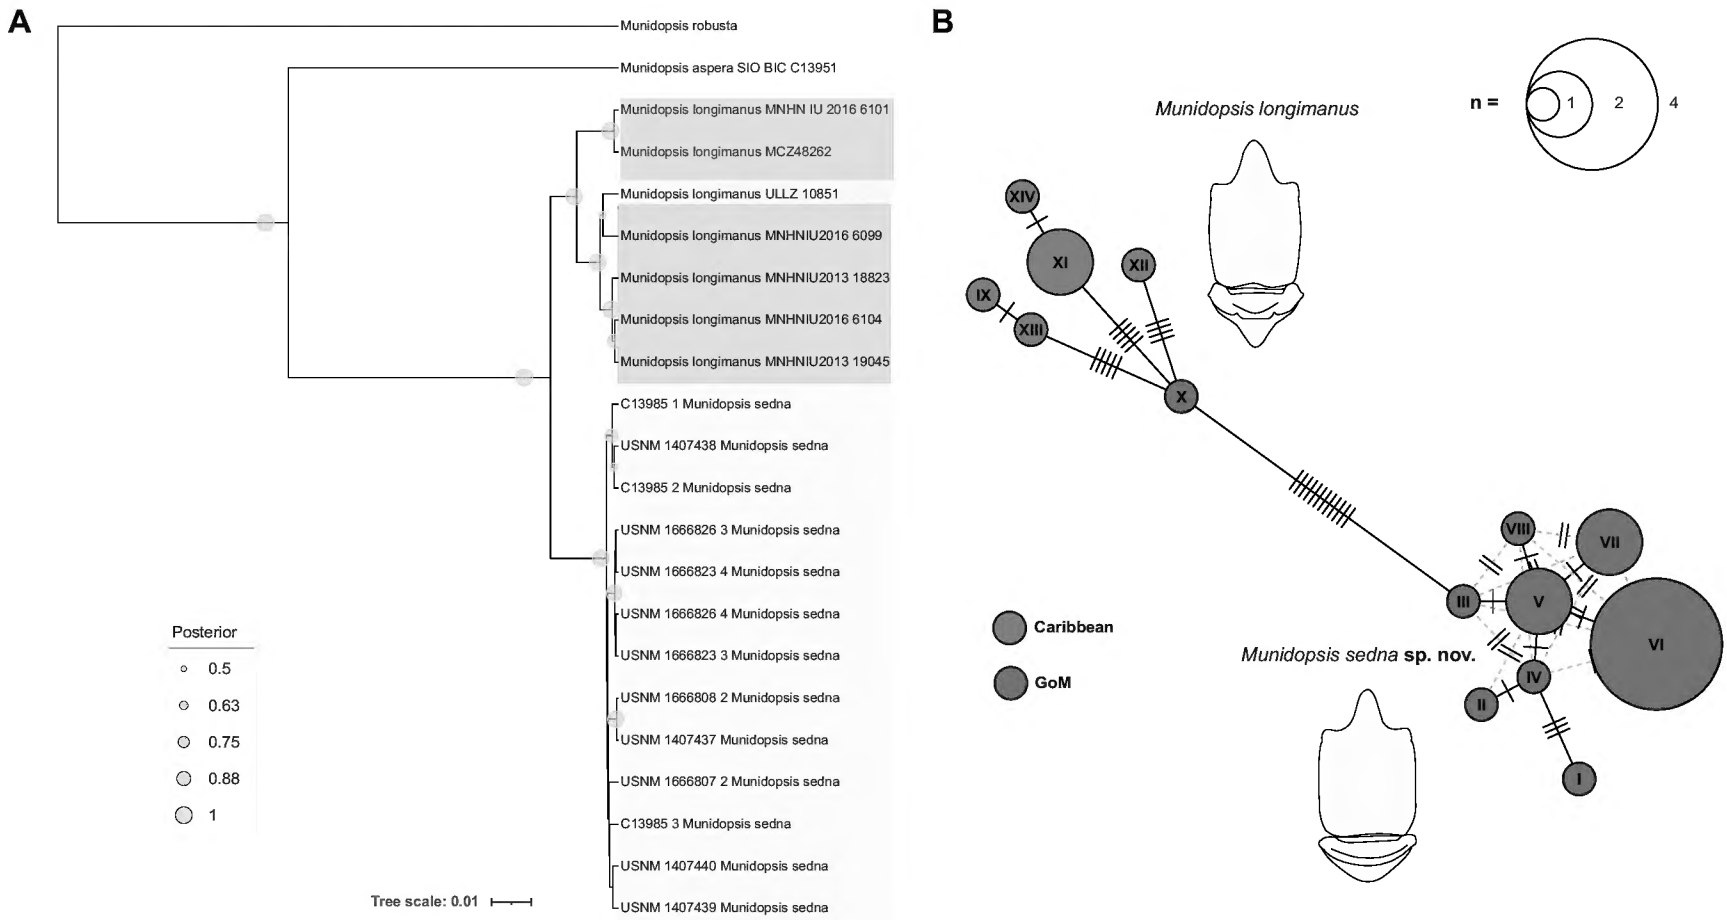 A
Munidopsis robusta
Munidopsis aspera SIO BIC C13951
Munidopsis longimanus MNHN IU 2016 6101
Munidopsis longimanus MCZ48262
Munidopsis longimanus ULLZ 10851
Munidopsis longimanus MNHNIU2016 6099
Munidopsis longimanus MNHNIU2013 18823
Munidopsis longimanus MNHNIU2016 6104
Munidopsis longimanus MNHNIU2013 19045
C13985 1 Munidopsis sedna
USNM 1407438 Munidopsis sedna
C13985 2 Munidopsis sedna
USNM 1666826 3 Munidopsis sedna
USNM 1666823 4 Munidopsis sedna
USNM 1666826 4 Munidopsis sedna
USNM 1666823 3 Munidopsis sedna
USNM 1666808 2 Munidopsis sedna
USNM 1407437 Munidopsis sedna
USNM 1666807 2 Munidopsis sedna
C13985 3 Munidopsis sedna
USNM 1407440 Munidopsis sedna
USNM 1407439 Munidopsis sedna
Posterior
0.5
0.63
0.75
0.88
1
Tree scale: 0.01
B
n = 1 2 4
Munidopsis longimanus
XIV
XI
XII
IX
XIII
X
VIII
VII
III
V
VI
IV
II
I
Caribbean
GoM
Munidopsis sedna sp. nov.